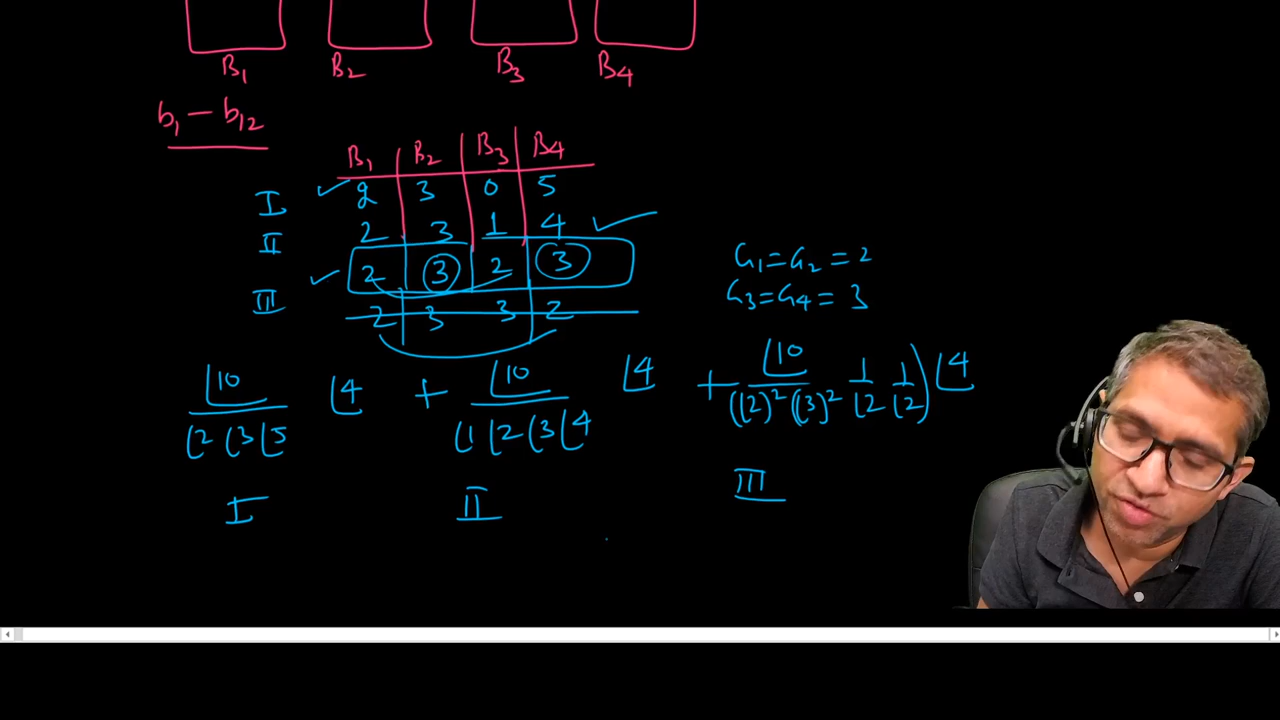 B1 B2 B3 B4
b1 — b12
B1 B2 B3 B4
I 2 3 0 5
II 2 3 1 4
III 2 3 2 3
2 3 3 2
G1=G2=2
G3=G4=3
⌊10 / ⌊2 ⌊3 ⌊5 ⌊4 + ⌊10 / ⌊1 ⌊2 ⌊3 ⌊4 ⌊4 + ⌊10 / (⌊2)² (⌊3)² 1/⌊2 1/⌊2) ⌊4
I II III